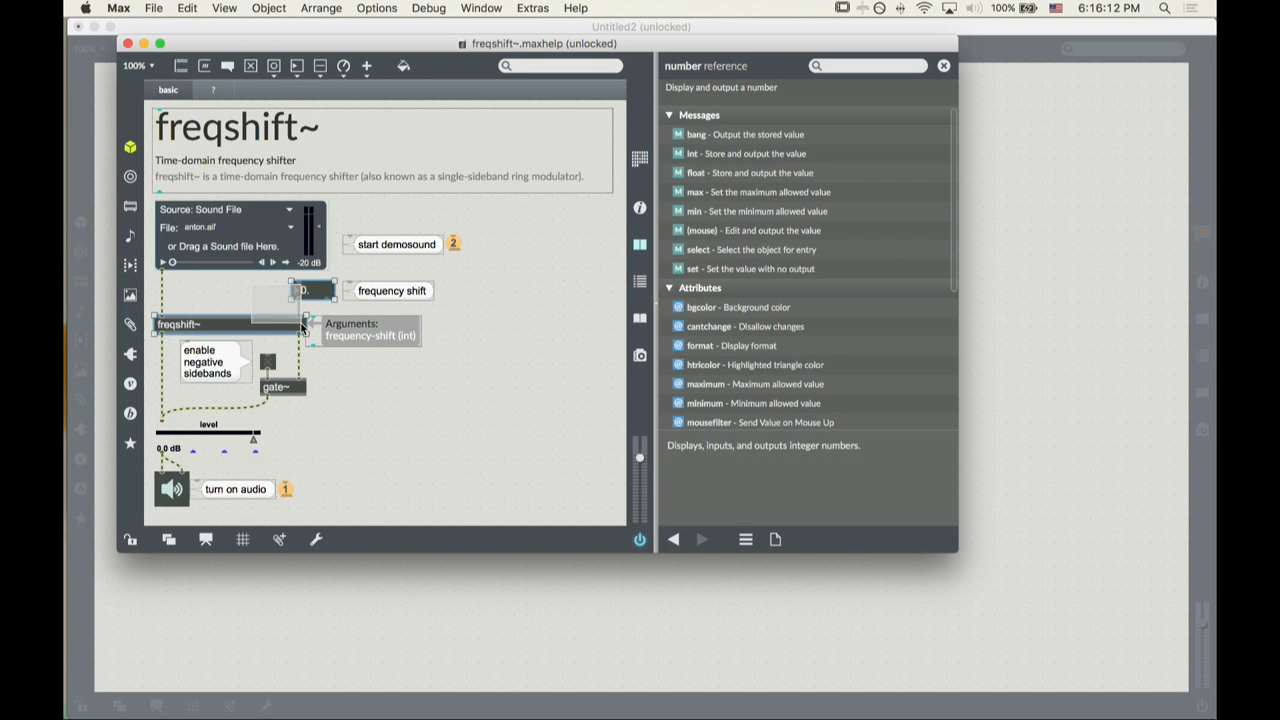 Max File Edit View Object Arrange Options Debug Window Extras Help 100% 6:16:12 PM
Untitled2 (unlocked)
freqshift~.maxhelp (unlocked)
100%
number reference
basic ?
Display and output a number
freqshift~
Time-domain frequency shifter
freqshift~ is a time-domain frequency shifter (also known as a single-sideband ring modulator).
Source: Sound File
File: anton.aif
or Drag a Sound file Here.
-20 dB
start demosound 2
0.
frequency shift
freqshift~
Arguments:
frequency-shift (int)
enable
negative
sidebands
gate~
level
0.0 dB
turn on audio 1
Messages
M bang - Output the stored value
M int - Store and output the value
M float - Store and output the value
M max - Set the maximum allowed value
M min - Set the minimum allowed value
M (mouse) - Edit and output the value
M select - Select the object for entry
M set - Set the value with no output
Attributes
@ bgcolor - Background color
@ cantchange - Disallow changes
@ format - Display format
@ htricolor - Highlighted triangle color
@ maximum - Maximum allowed value
@ minimum - Minimum allowed value
@ mousefilter - Send Value on Mouse Up
Displays, inputs, and outputs integer numbers.